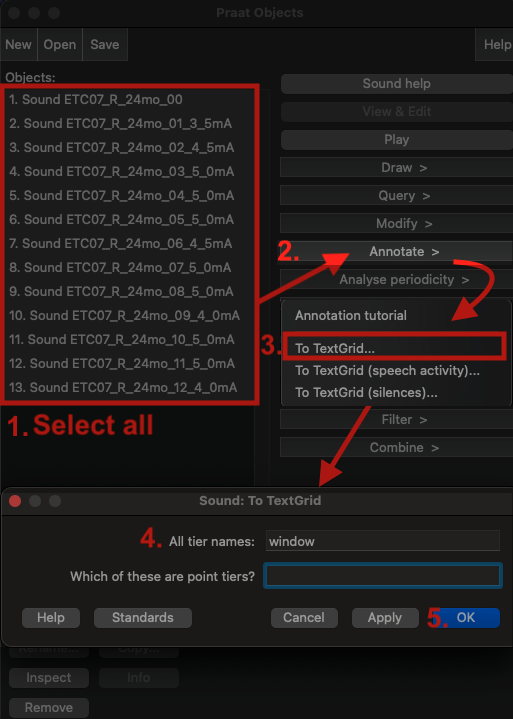 Praat Objects
New Open Save Help
Objects:
1. Sound ETC07_R_24mo_00
2. Sound ETC07_R_24mo_01_3_5mA
3. Sound ETC07_R_24mo_02_4_5mA
4. Sound ETC07_R_24mo_03_5_0mA
5. Sound ETC07_R_24mo_04_5_0mA
6. Sound ETC07_R_24mo_05_5_0mA
7. Sound ETC07_R_24mo_06_4_5mA
8. Sound ETC07_R_24mo_07_5_0mA
9. Sound ETC07_R_24mo_08_5_0mA
10. Sound ETC07_R_24mo_09_4_0mA
11. Sound ETC07_R_24mo_10_5_0mA
12. Sound ETC07_R_24mo_11_5_0mA
13. Sound ETC07_R_24mo_12_4_0mA
1. Select all
Sound help
View & Edit
Play
Draw >
Query >
Modify >
2. Annotate >
Analyse periodicity >
Annotation tutorial
3. To TextGrid...
To TextGrid (speech activity)...
To TextGrid (silences)...
Filter >
Combine >
Sound: To TextGrid
4. All tier names: window
Which of these are point tiers?
Help Standards Cancel Apply 5. OK
Rename... Copy...
Inspect Info
Remove